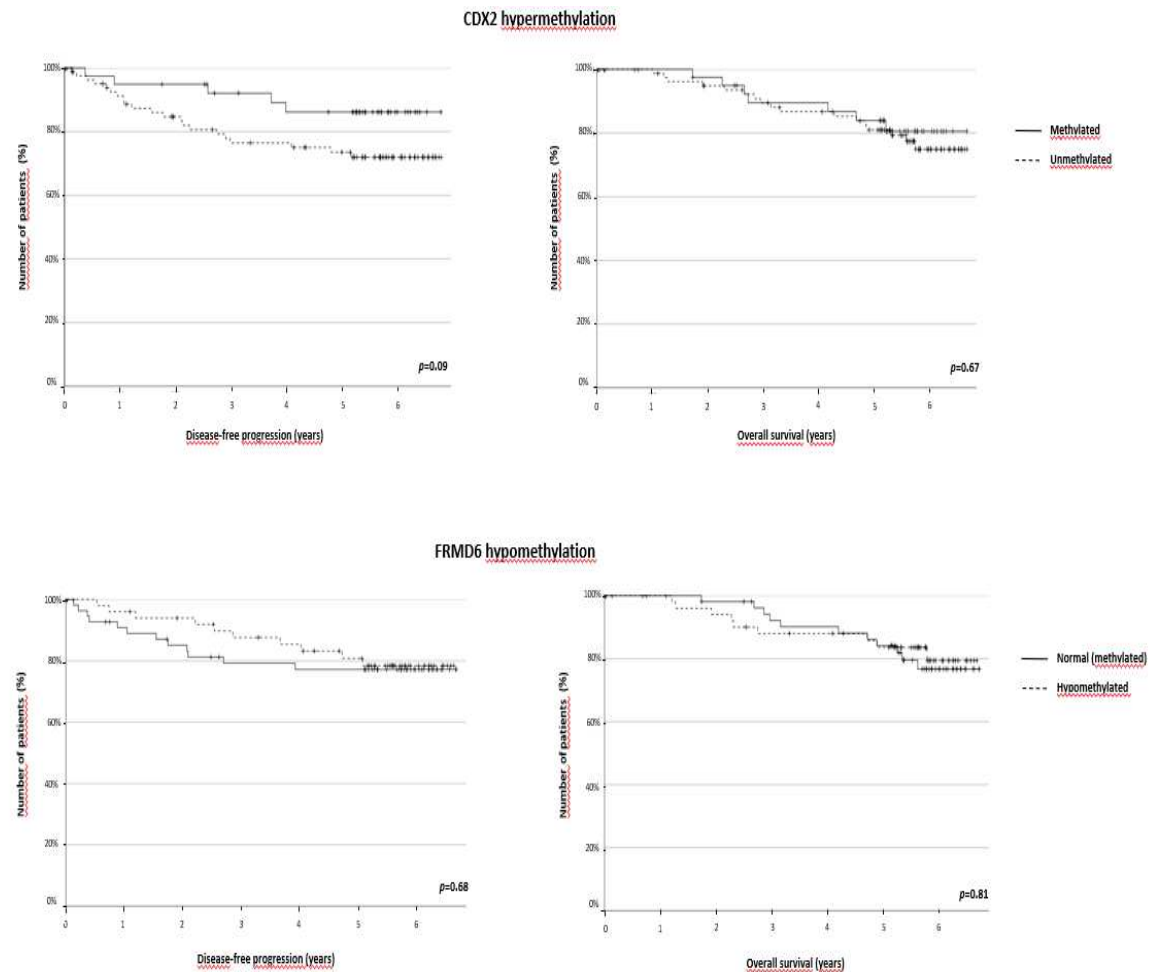 CDX2 hypermethylation
100%
80%
60%
40%
20%
0%
Number of patients (%)
0 1 2 3 4 5 6
Disease-free progression (years)
p=0.09
100%
80%
60%
40%
20%
0%
Number of patients (%)
0 1 2 3 4 5 6
Overall survival (years)
p=0.67
Methylated
Unmethylated
FRMD6 hypomethylation
100%
80%
60%
40%
20%
0%
Number of patients (%)
0 1 2 3 4 5 6
Disease-free progression (years)
p=0.68
100%
80%
60%
40%
20%
0%
Number of patients (%)
0 1 2 3 4 5 6
Overall survival (years)
p=0.81
Normal (methylated)
Hypomethylated